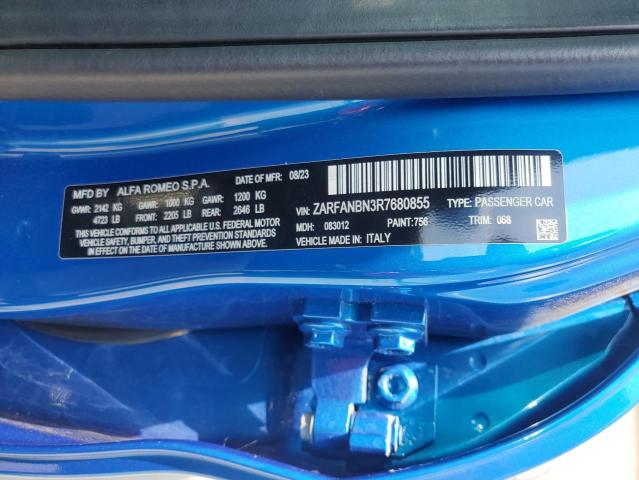 MFD BY ALFA ROMEO S.P.A. DATE OF MFR: 08/23
GVWR: 2142 KG GAWR: 1000 KG GAWR: 1200 KG
4723 LB FRONT: 2205 LB REAR: 2646 LB
THIS VEHICLE CONFORMS TO ALL APPLICABLE U.S. FEDERAL MOTOR
VEHICLE SAFETY, BUMPER, AND THEFT PREVENTION STANDARDS
IN EFFECT ON THE DATE OF MANUFACTURE SHOWN ABOVE.
VIN: ZARFANBN3R7680855 TYPE: PASSENGER CAR
MDH: 083012 PAINT: 756 TRIM: 068
MADE IN: ITALY